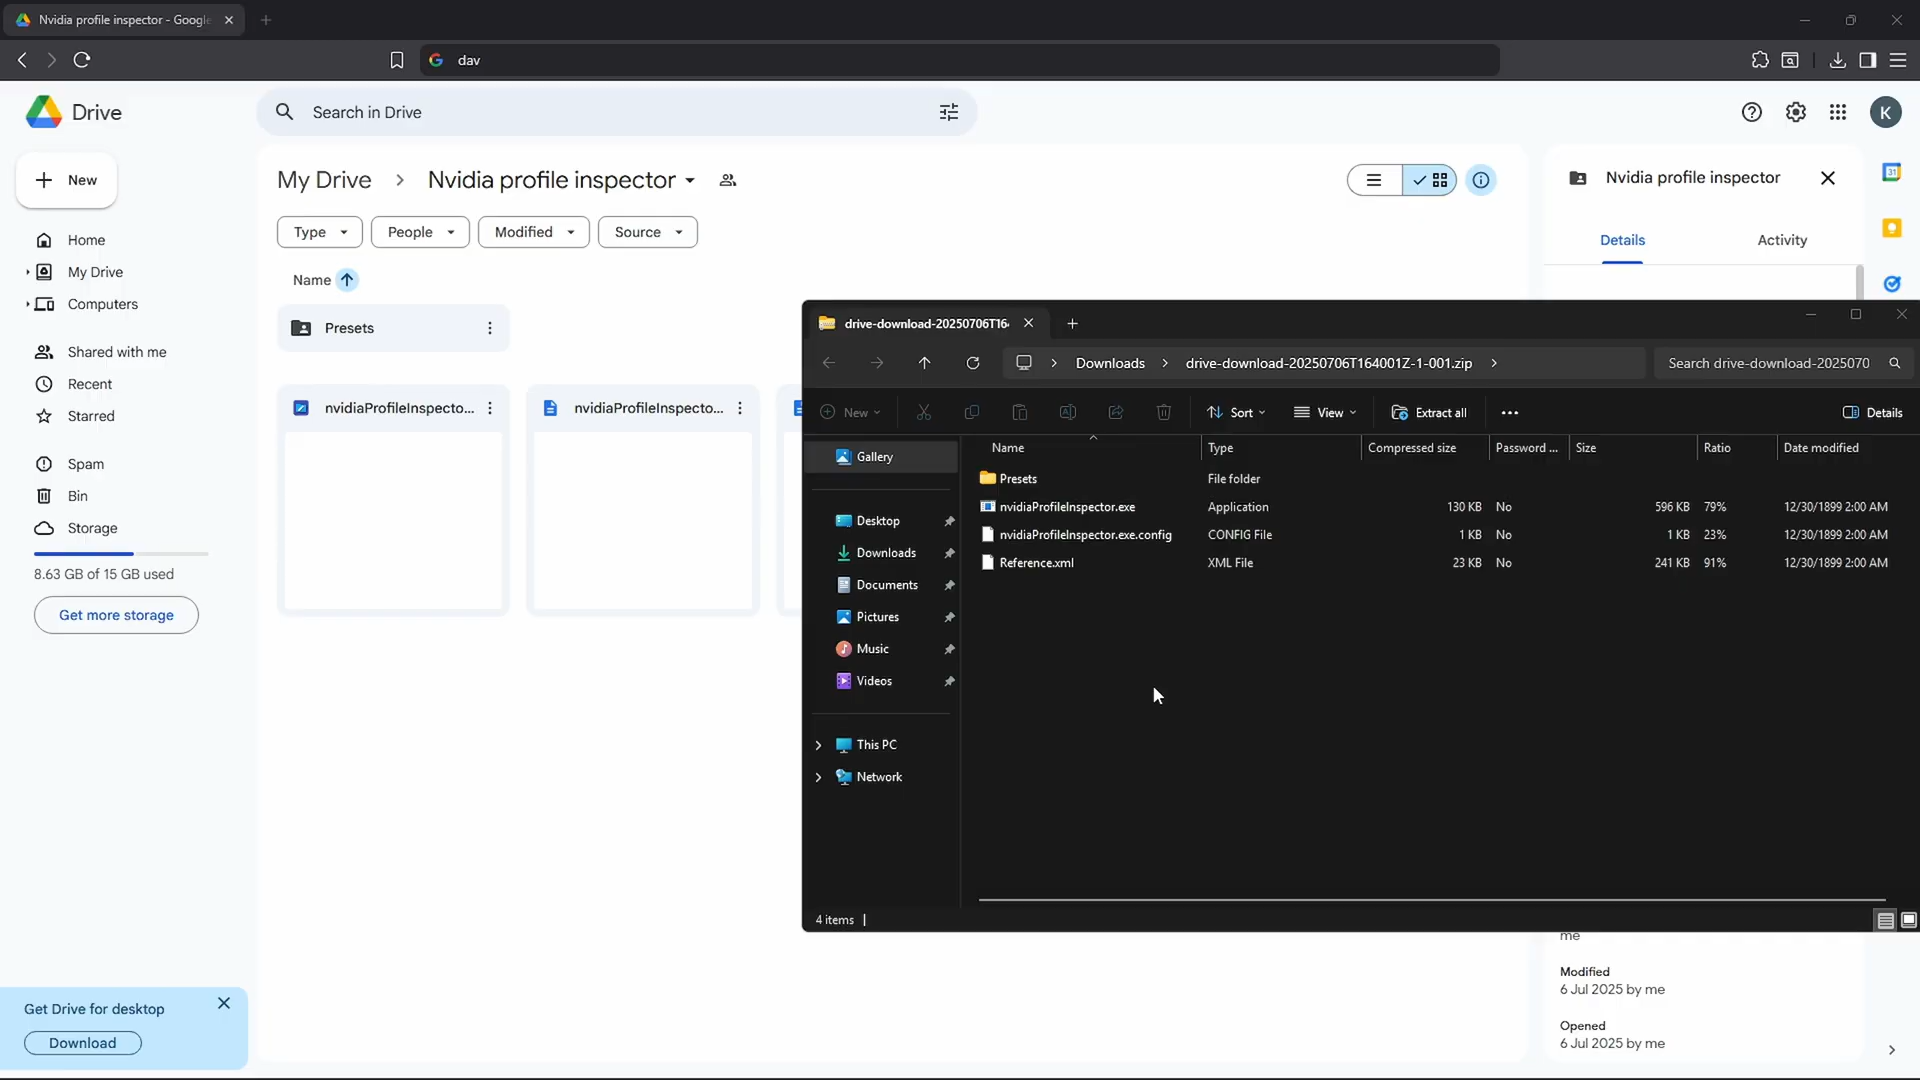 Nvidia profile inspector - Google
dav
Drive
Search in Drive
K
New
Home
My Drive
Computers
Shared with me
Recent
Starred
Spam
Bin
Storage
8.63 GB of 15 GB used
Get more storage
Get Drive for desktop
Download
My Drive > Nvidia profile inspector
Type
People
Modified
Source
Name
Presets
nvidiaProfileInspecto...
nvidiaProfileInspecto...
Nvidia profile inspector
Details
Activity
31
drive-download-20250706T16
Downloads > drive-download-20250706T164001Z-1-001.zip >
Search drive-download-2025070
New
Sort
View
Extract all
Details
Gallery
Desktop
Downloads
Documents
Pictures
Music
Videos
This PC
Network
Name Type Compressed size Password ... Size Ratio Date modified
Presets File folder
nvidiaProfileInspector.exe Application 130 KB No 596 KB 79% 12/30/1899 2:00 AM
nvidiaProfileInspector.exe.config CONFIG File 1 KB No 1 KB 23% 12/30/1899 2:00 AM
Reference.xml XML File 23 KB No 241 KB 91% 12/30/1899 2:00 AM
4 items
me
Modified
6 Jul 2025 by me
Opened
6 Jul 2025 by me